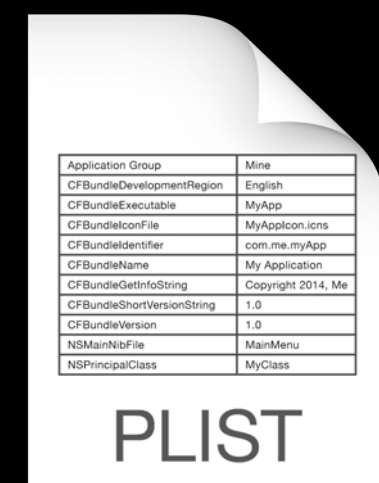 Application Group Mine
CFBundleDevelopmentRegion English
CFBundleExecutable MyApp
CFBundleIconFile MyAppIcon.icns
CFBundleIdentifier com.me.myApp
CFBundleName My Application
CFBundleGetInfoString Copyright 2014, Me
CFBundleShortVersionString 1.0
CFBundleVersion 1.0
NSMainNibFile MainMenu
NSPrincipalClass MyClass
PLIST